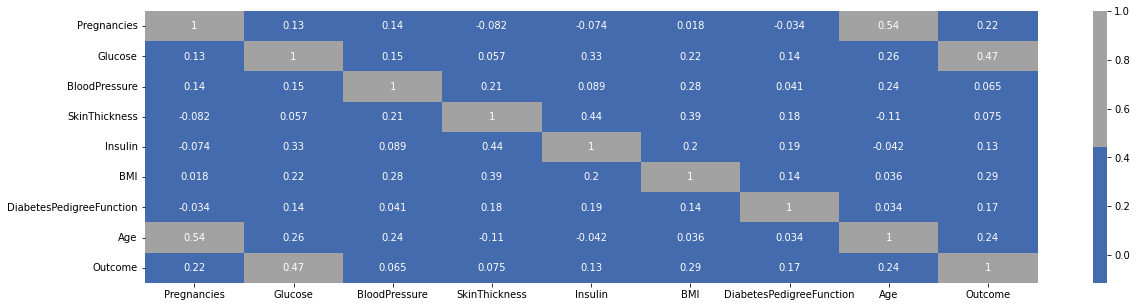 Pregnancies 1 0.13 0.14 -0.082 -0.074 0.018 -0.034 0.54 0.22
Glucose 0.13 1 0.15 0.057 0.33 0.22 0.14 0.26 0.47
BloodPressure 0.14 0.15 1 0.21 0.089 0.28 0.041 0.24 0.065
SkinThickness -0.082 0.057 0.21 1 0.44 0.39 0.18 -0.11 0.075
Insulin -0.074 0.33 0.089 0.44 1 0.2 0.19 -0.042 0.13
BMI 0.018 0.22 0.28 0.39 0.2 1 0.14 0.036 0.29
DiabetesPedigreeFunction -0.034 0.14 0.041 0.18 0.19 0.14 1 0.034 0.17
Age 0.54 0.26 0.24 -0.11 -0.042 0.036 0.034 1 0.24
Outcome 0.22 0.47 0.065 0.075 0.13 0.29 0.17 0.24 1
Pregnancies Glucose BloodPressure SkinThickness Insulin BMI DiabetesPedigreeFunction Age Outcome
1.0
0.8
0.6
0.4
0.2
0.0